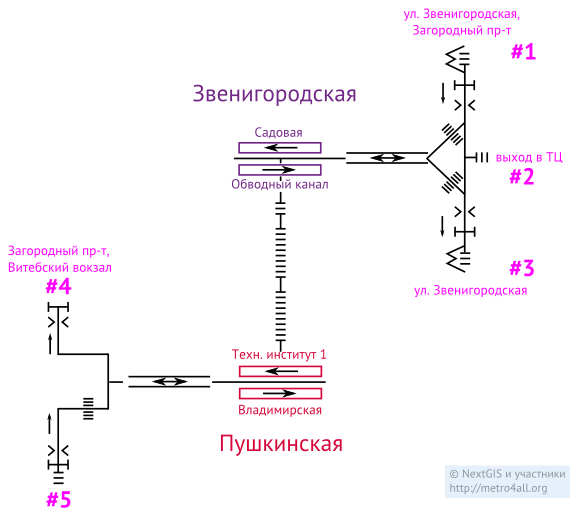 ул. Звенигородская,
Загородный пр-т
#1
Звенигородская
Садовая
выход в ТЦ
#2
Обводный канал
Загородный пр-т,
Витебский вокзал
#3
#4
ул. Звенигородская
Техн. институт 1
Владимирская
Пушкинская
© NextGIS и участники
http://metro4all.org
#5